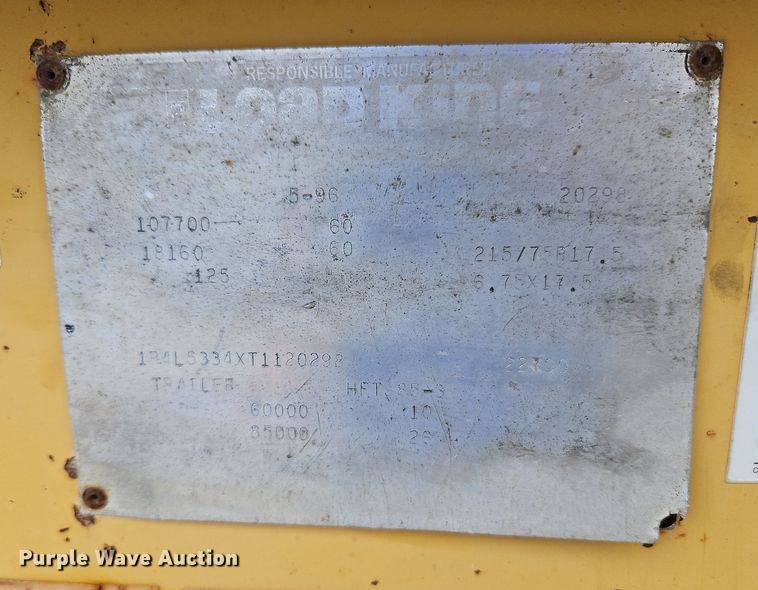 RESPONSIBLE MANUFACTURER
LOAD KING
5-96 20298
107700 60
18160 60 215/75R17.5
125 6.75X17.5
TRAILER HFT
60000 10
85000 20
Purple Wave Auction